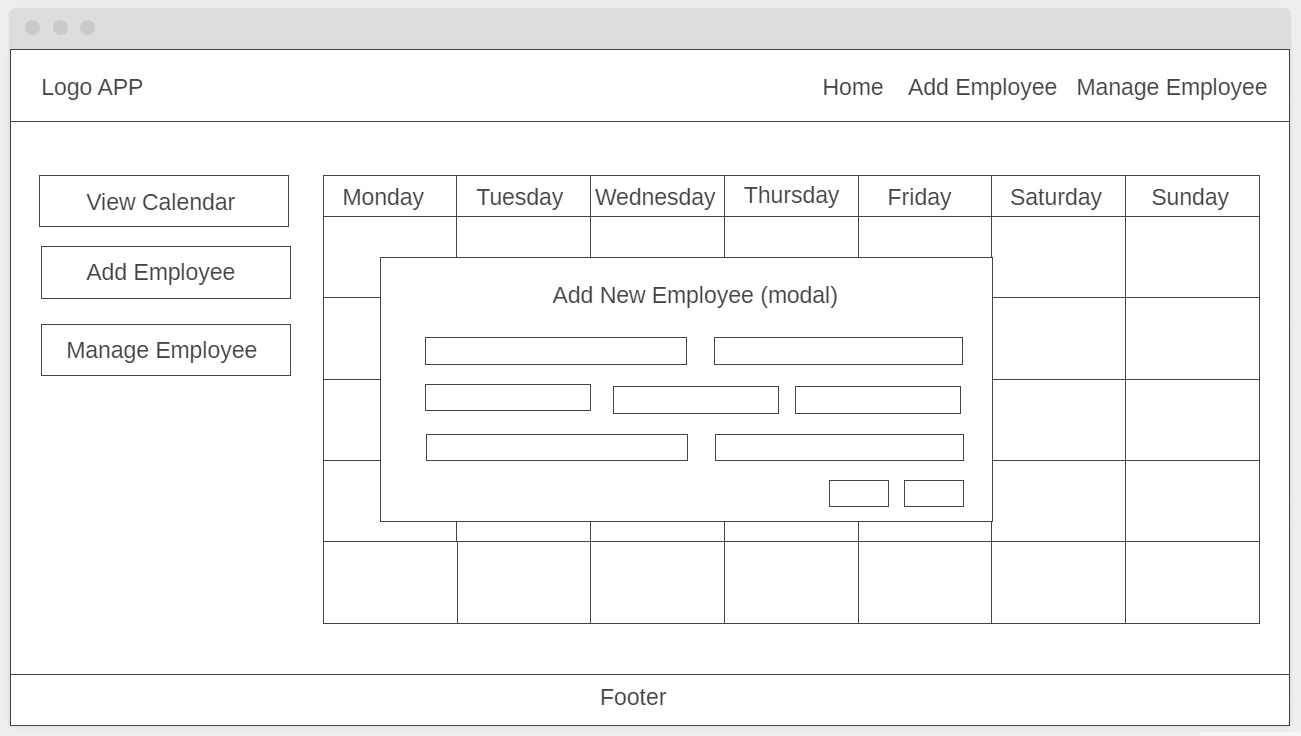 Logo APP
Home Add Employee Manage Employee
View Calendar
Add Employee
Manage Employee
Monday Tuesday Wednesday Thursday Friday Saturday Sunday
Add New Employee (modal)
Footer